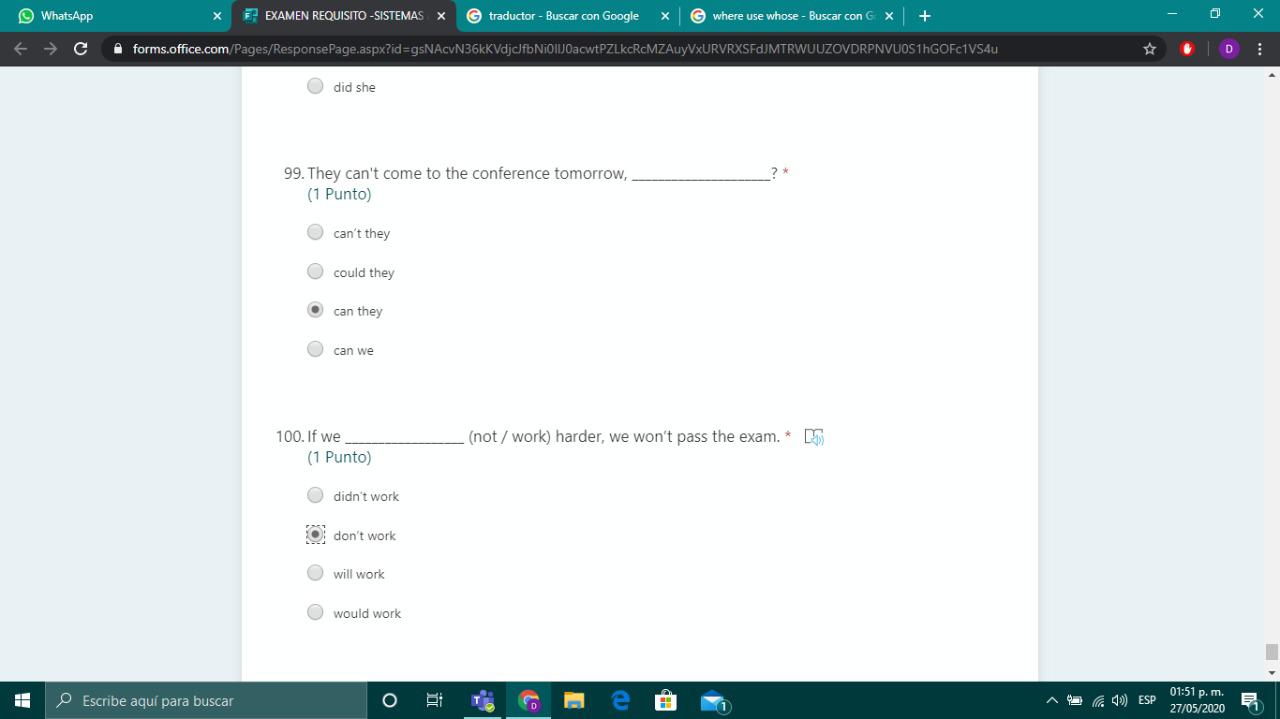 WhatsApp
EXAMEN REQUISITO -SISTEMAS
traductor - Buscar con Google
where use whose - Buscar con G
forms.office.com/Pages/ResponsePage.aspx?id=gsNAcvN36kKVdjcJfbNi0lIJ0acwtPZLkcRcMZAuyVxURVRXSFdJMTRWUUZOVDRPNVU0S1hGOFc1VS4u
D
did she
99. They can't come to the conference tomorrow, ____________________? *
(1 Punto)
can't they
could they
can they
can we
100. If we __________________ (not / work) harder, we won't pass the exam. *
(1 Punto)
didn't work
don't work
will work
would work
Escribe aquí para buscar
ESP
01:51 p. m.
27/05/2020
1
1